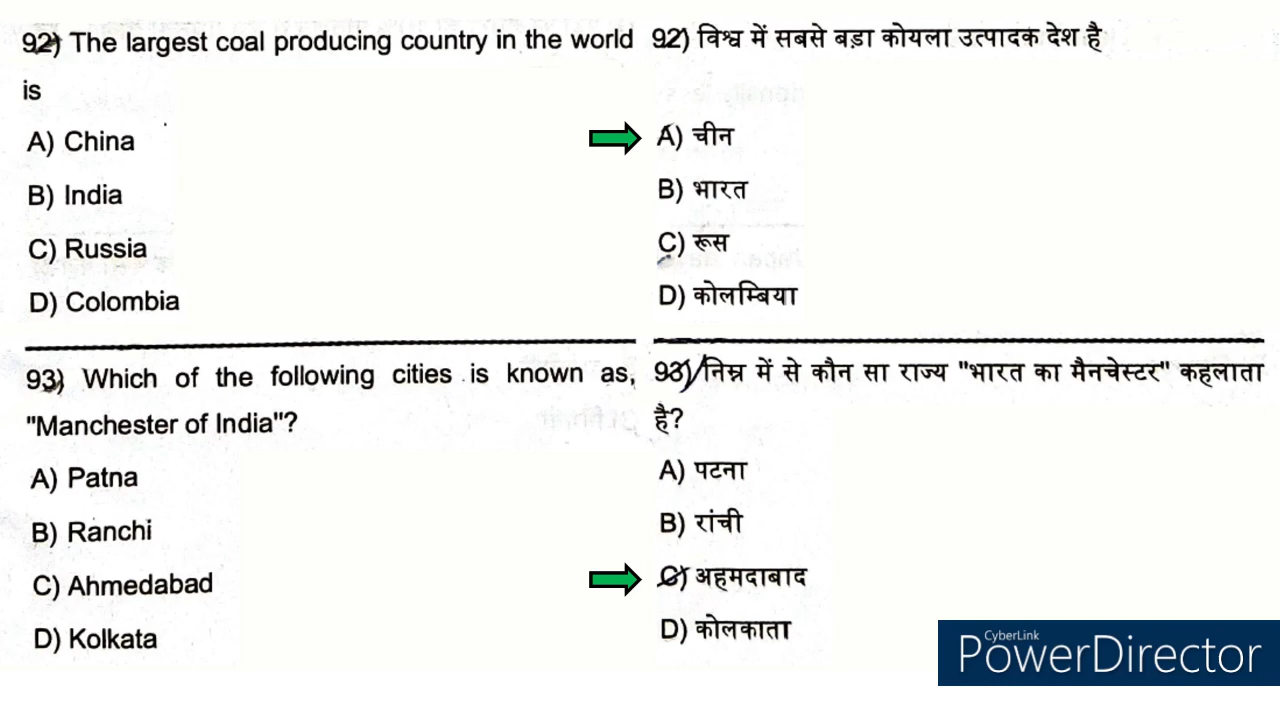 92) The largest coal producing country in the world
is
A) China
B) India
C) Russia
D) Colombia
93) Which of the following cities is known as,
"Manchester of India"?
A) Patna
B) Ranchi
C) Ahmedabad
D) Kolkata
92) विश्व में सबसे बड़ा कोयला उत्पादक देश है
A) चीन
B) भारत
C) रूस
D) कोलम्बिया
93) निम्न में से कौन सा राज्य "भारत का मैनचेस्टर" कहलाता
है?
A) पटना
B) रांची
C) अहमदाबाद
D) कोलकाता
CyberLink
PowerDirector